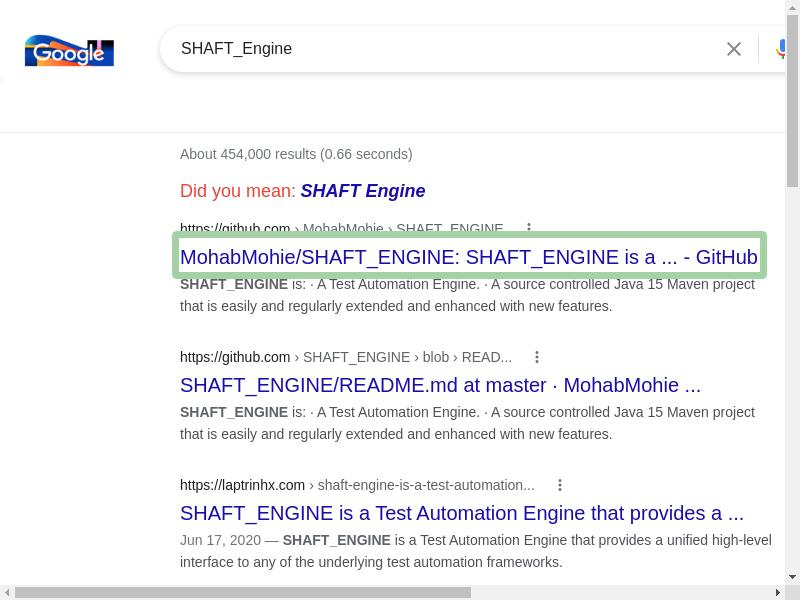 Google
SHAFT_Engine
About 454,000 results (0.66 seconds)
Did you mean: SHAFT Engine
https://github.com › MohabMohie › SHAFT_ENGINE
MohabMohie/SHAFT_ENGINE: SHAFT_ENGINE is a ... - GitHub
SHAFT_ENGINE is: · A Test Automation Engine. · A source controlled Java 15 Maven project
that is easily and regularly extended and enhanced with new features.
https://github.com › SHAFT_ENGINE › blob › READ...
SHAFT_ENGINE/README.md at master · MohabMohie ...
SHAFT_ENGINE is: · A Test Automation Engine. · A source controlled Java 15 Maven project
that is easily and regularly extended and enhanced with new features.
https://laptrinhx.com › shaft-engine-is-a-test-automation...
SHAFT_ENGINE is a Test Automation Engine that provides a ...
Jun 17, 2020 — SHAFT_ENGINE is a Test Automation Engine that provides a unified high-level
interface to any of the underlying test automation frameworks.